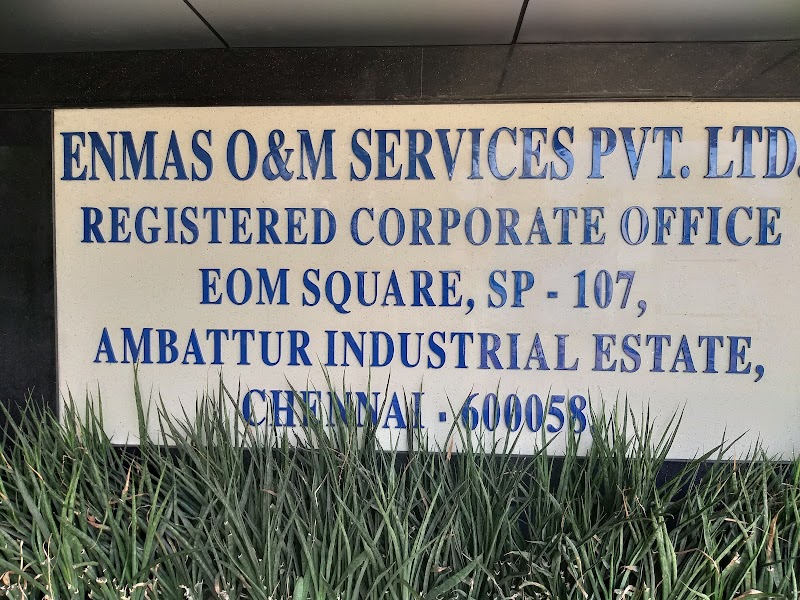 ENMAS O&M SERVICES PVT. LTD.
REGISTERED CORPORATE OFFICE
EOM SQUARE, SP - 107,
AMBATTUR INDUSTRIAL ESTATE,
CHENNAI - 600058.